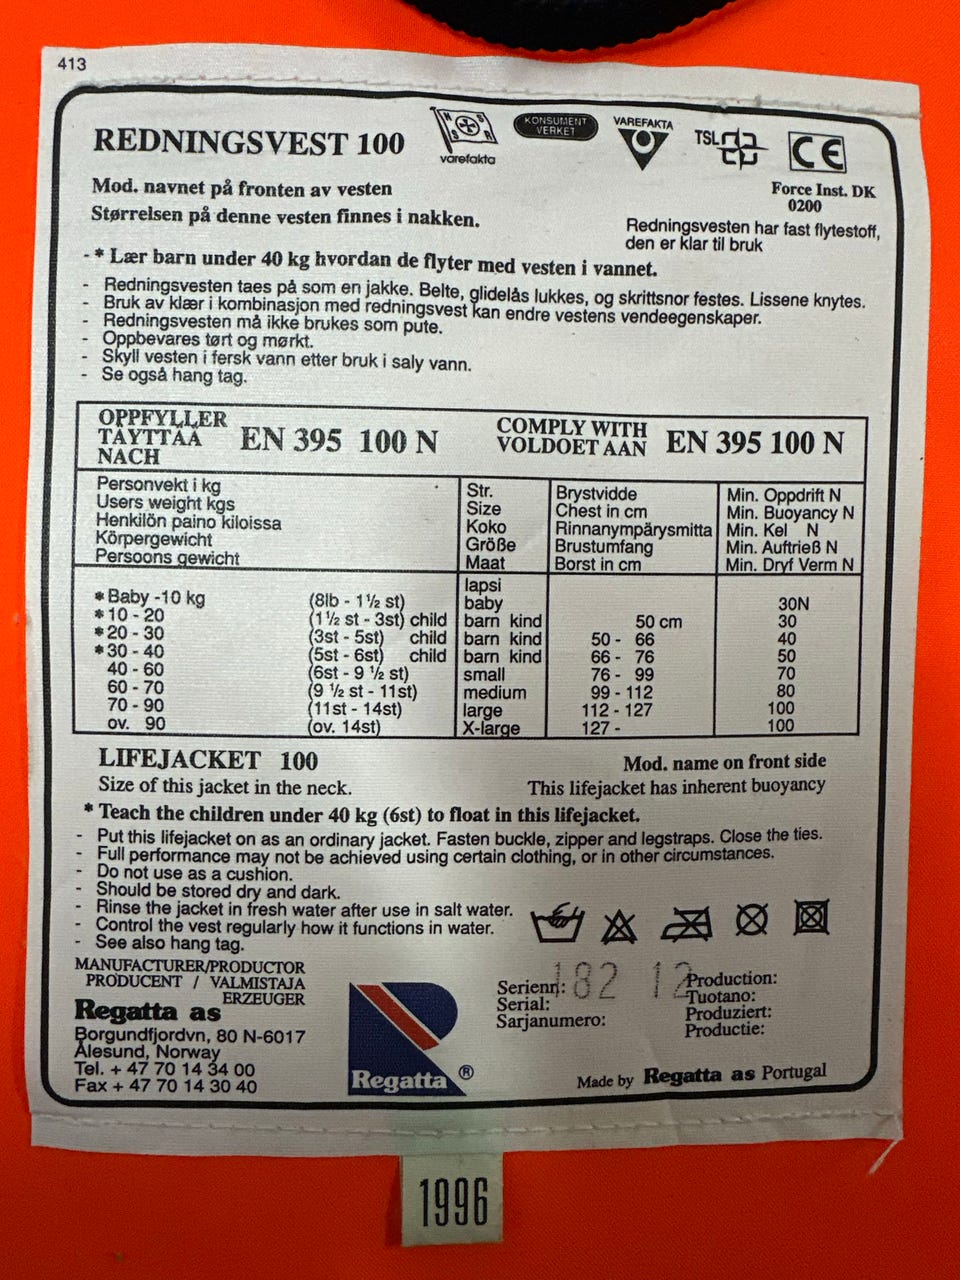 413
REDNINGSVEST 100
N S S R
varefakta
KONSUMENT
VERKET
VAREFAKTA
TSL
CE
Force Inst. DK
0200
Mod. navnet på fronten av vesten
Størrelsen på denne vesten finnes i nakken.
Redningsvesten har fast flytestoff,
den er klar til bruk
- * Lær barn under 40 kg hvordan de flyter med vesten i vannet.
- Redningsvesten taes på som en jakke. Belte, glidelås lukkes, og skrittsnor festes. Lissene knytes.
- Bruk av klær i kombinasjon med redningsvest kan endre vestens vendeegenskaper.
- Redningsvesten må ikke brukes som pute.
- Oppbevares tørt og mørkt.
- Skyll vesten i fersk vann etter bruk i saly vann.
- Se også hang tag.
OPPFYLLER
TÄYTTÄÄ
NACH
EN 395 100 N
COMPLY WITH
VOLDOET AAN
EN 395 100 N
Personvekt i kg
Users weight kgs
Henkilön paino kiloissa
Körpergewicht
Persoons gewicht
Str.
Size
Koko
Größe
Maat
Brystvidde
Chest in cm
Rinnanympärysmitta
Brustumfang
Borst in cm
Min. Oppdrift N
Min. Buoyancy N
Min. Kel N
Min. Auftrieß N
Min. Dryf Verm N
lapsi
* Baby -10 kg (8lb - 1 1/2 st) baby 30N
* 10 - 20 (1 1/2 st - 3st) child barn kind 50 cm 30
* 20 - 30 (3st - 5st) child barn kind 50 - 66 40
* 30 - 40 (5st - 6st) child barn kind 66 - 76 50
40 - 60 (6st - 9 1/2 st) small 76 - 99 70
60 - 70 (9 1/2 st - 11st) medium 99 - 112 80
70 - 90 (11st - 14st) large 112 - 127 100
ov. 90 (ov. 14st) X-large 127 - 100
LIFEJACKET 100
Mod. name on front side
Size of this jacket in the neck.
This lifejacket has inherent buoyancy
* Teach the children under 40 kg (6st) to float in this lifejacket.
- Put this lifejacket on as an ordinary jacket. Fasten buckle, zipper and legstraps. Close the ties.
- Full performance may not be achieved using certain clothing, or in other circumstances.
- Do not use as a cushion.
- Should be stored dry and dark.
- Rinse the jacket in fresh water after use in salt water.
- Control the vest regularly how it functions in water.
- See also hang tag.
MANUFACTURER/PRODUCTOR
PRODUCENT / VALMISTAJA
ERZEUGER
Regatta as
Borgundfjordvn, 80 N-6017
Ålesund, Norway
Tel. + 47 70 14 34 00
Fax + 47 70 14 30 40
Regatta ®
Serienr:
Serial:
Sarjanumero:
182 12
Production:
Tuotano:
Produziert:
Productie:
Made by Regatta as Portugal
1996